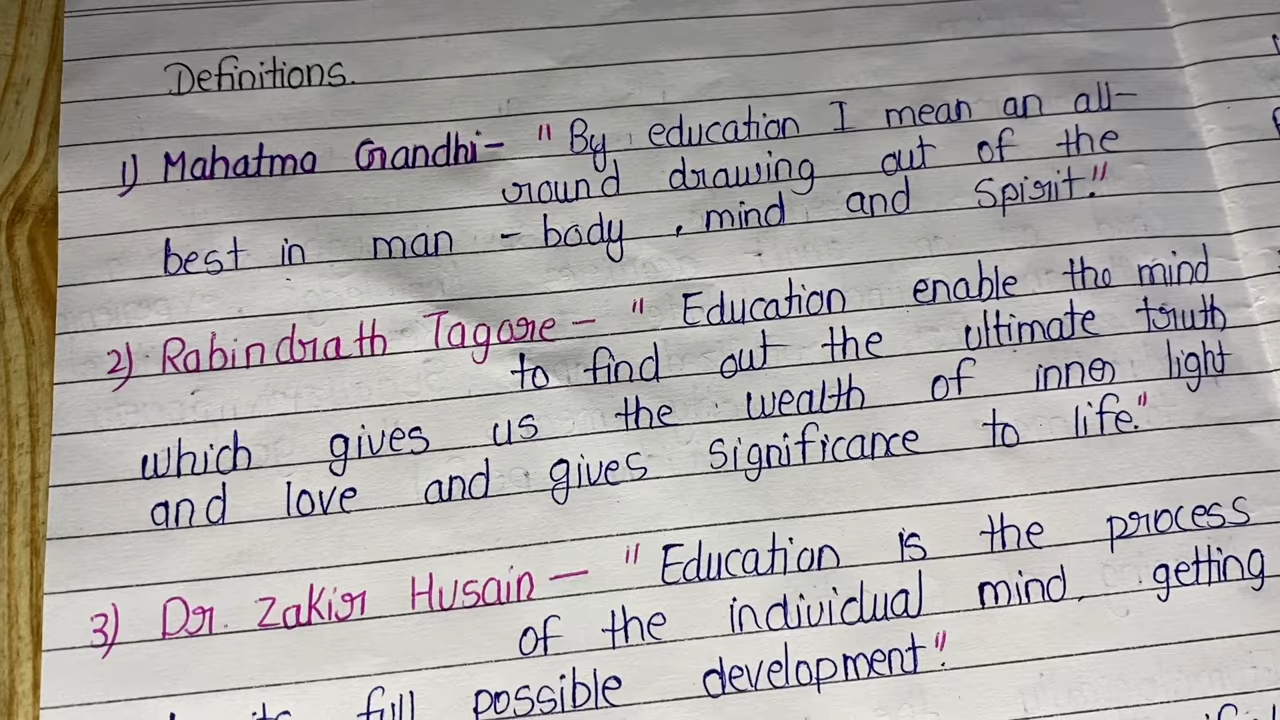 Definitions.
1) Mahatma Gandhi- "By education I mean an all-
round drawing out of the
best in man - body, mind and Spirit."
2) Rabindrath Tagore - " Education enable the mind
to find out the ultimate truth
which gives us the wealth of inner light
and love and gives significance to life."
3) Dr. Zakir Husain - "Education is the process
of the individual mind, getting
its full possible development".